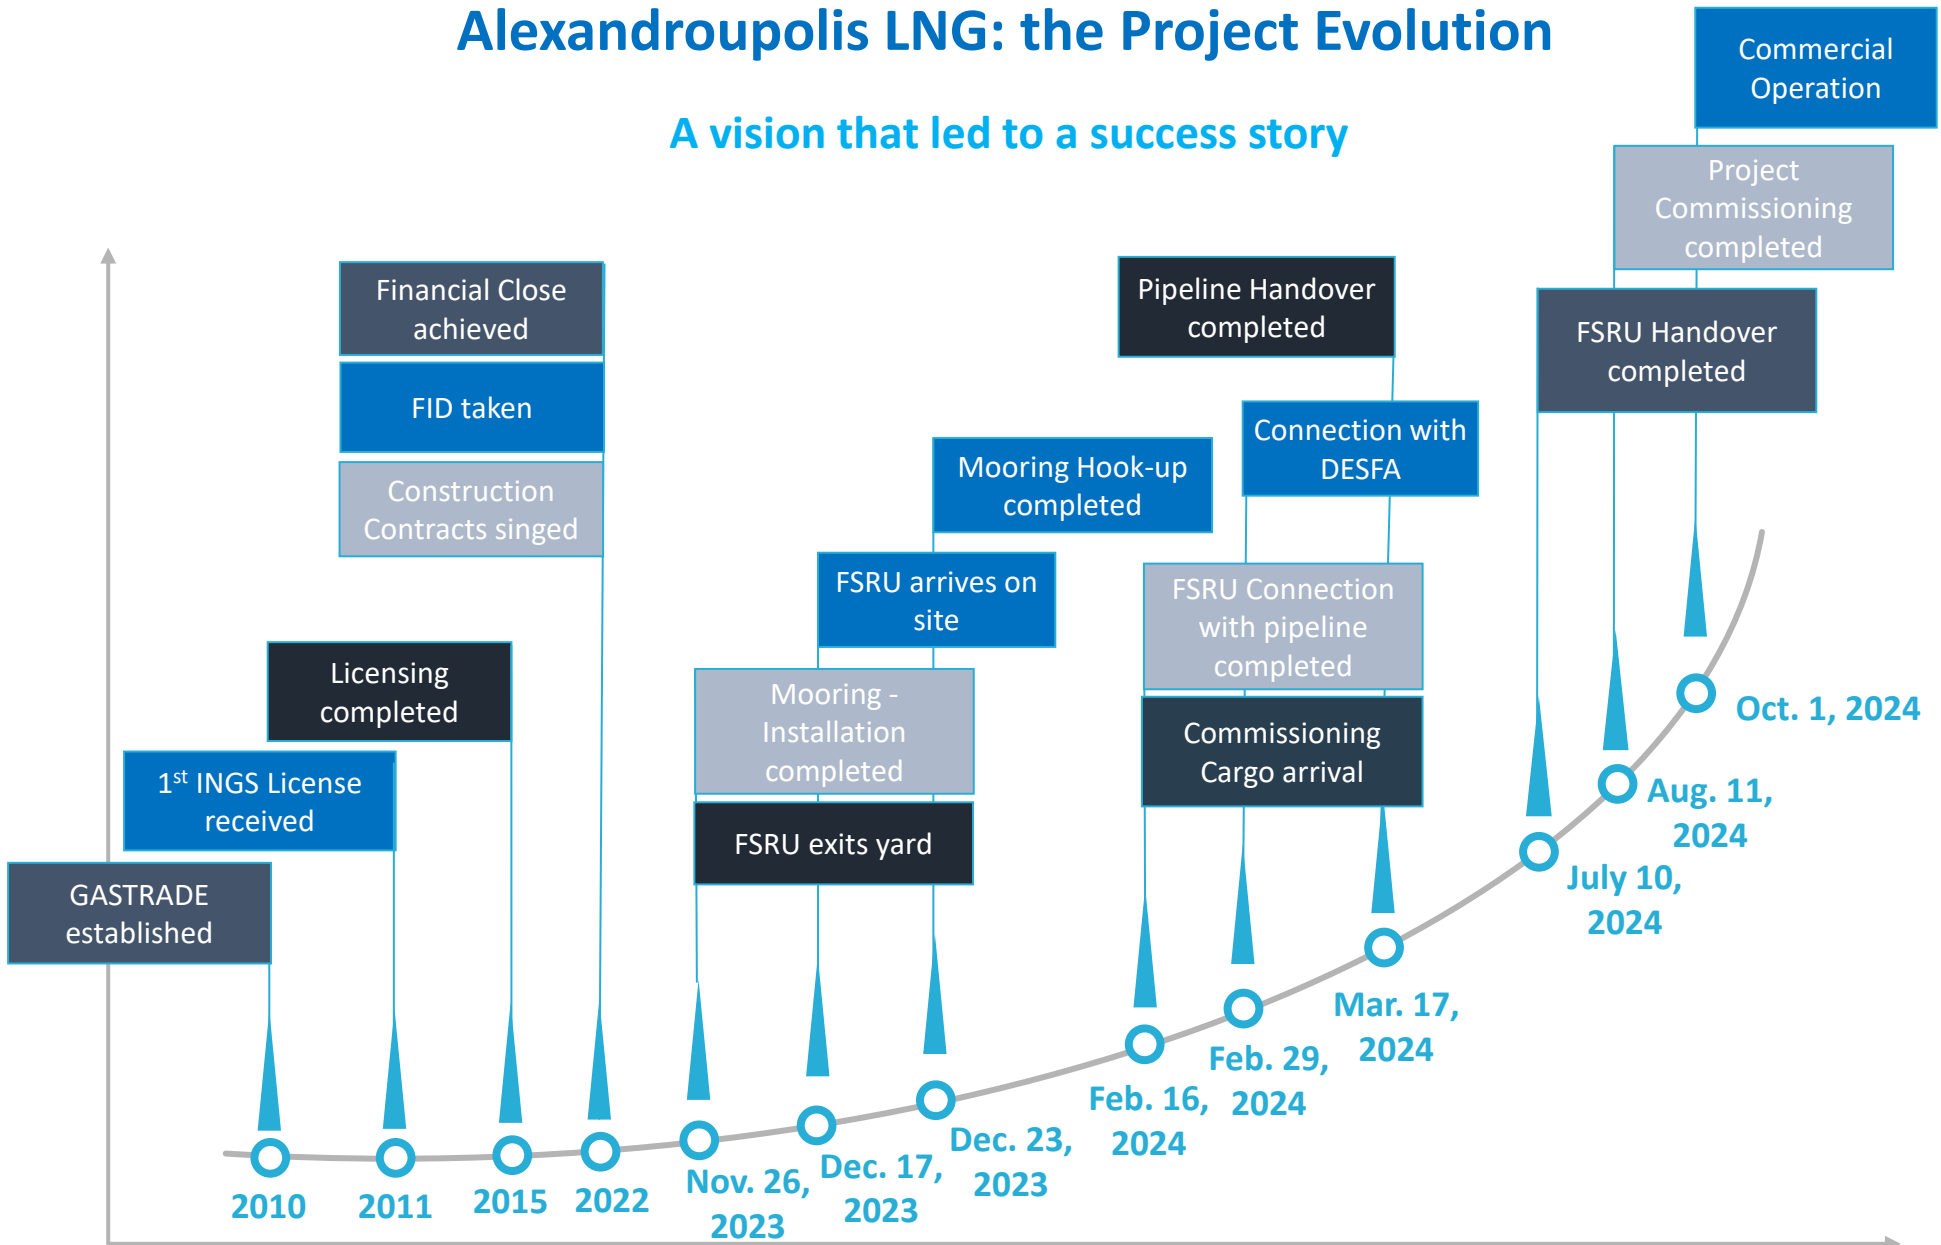 Alexandroupolis LNG: the Project Evolution
A vision that led to a success story
Commercial
Operation
Project
Commissioning
completed
FSRU Handover
completed
Pipeline Handover
completed
Connection with
DESFA
FSRU Connection
with pipeline
completed
Commissioning
Cargo arrival
Mooring Hook-up
completed
FSRU arrives on
site
Mooring -
Installation
completed
FSRU exits yard
Financial Close
achieved
FID taken
Construction
Contracts singed
Licensing
completed
1st INGS License
received
GASTRADE
established
2010
2011
2015
2022
Nov. 26,
2023
Dec. 17,
2023
Dec. 23,
2023
Feb. 16,
2024
Feb. 29,
2024
Mar. 17,
2024
July 10,
2024
Aug. 11,
2024
Oct. 1, 2024